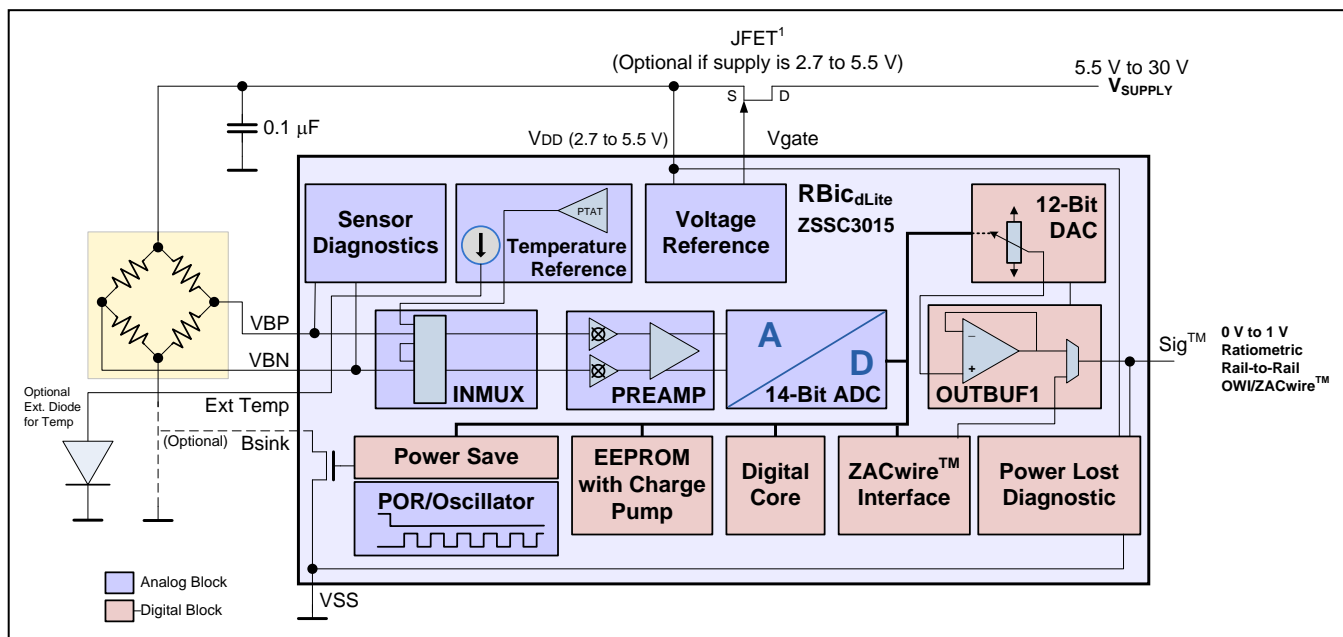 JFET1
(Optional if supply is 2.7 to 5.5 V)
5.5 V to 30 V
VSUPPLY
S
D
0.1 µF
VDD (2.7 to 5.5 V)
Vgate
Sensor
Diagnostics
PTAT
Temperature
Reference
Voltage
Reference
RBicdLite
ZSSC3015
12-Bit
DAC
VBP
VBN
INMUX
PREAMP
A
D
14-Bit ADC
OUTBUF1
SigTM
0 V to 1 V
Ratiometric
Rail-to-Rail
OWI/ZACwireTM
Optional
Ext. Diode
for Temp
Ext Temp
(Optional)
Bsink
Power Save
POR/Oscillator
EEPROM
with Charge
Pump
Digital
Core
ZACwireTM
Interface
Power Lost
Diagnostic
VSS
Analog Block
Digital Block